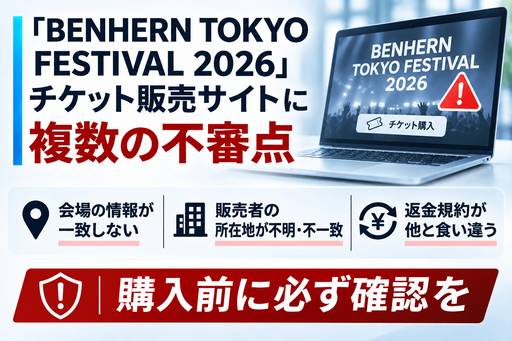 「BENHERN TOKYO
FESTIVAL 2026」
チケット販売サイトに
複数の不審点
BENHERN
TOKYO FESTIVAL
2026
チケット購入
会場の情報が
一致しない
販売者の
所在地が不明・不一致
返金規約が
他と食い違う
購入前に必ず確認を